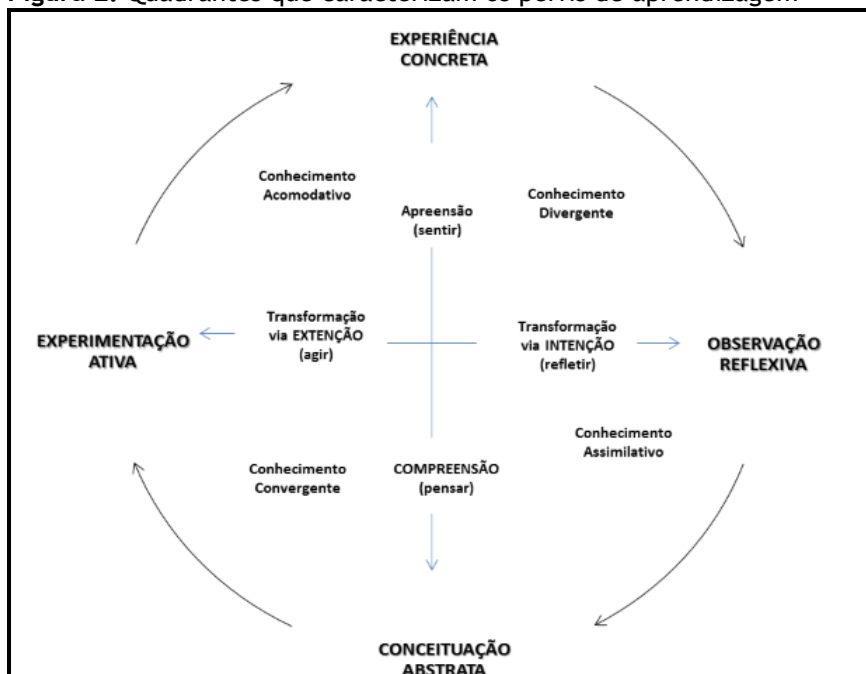 Figura 2. Quadrantes que caracterizam os perfis de aprendizagem
EXPERIÊNCIA
CONCRETA
Conhecimento
Acomodativo
Conhecimento
Divergente
Apreensão
(sentir)
EXPERIMENTAÇÃO
ATIVA
Transformação
via EXTENÇÃO
(agir)
Transformação
via INTENÇÃO
(refletir)
OBSERVAÇÃO
REFLEXIVA
Conhecimento
Assimilativo
Conhecimento
Convergente
COMPREENSÃO
(pensar)
CONCEITUAÇÃO
ABSTRATA